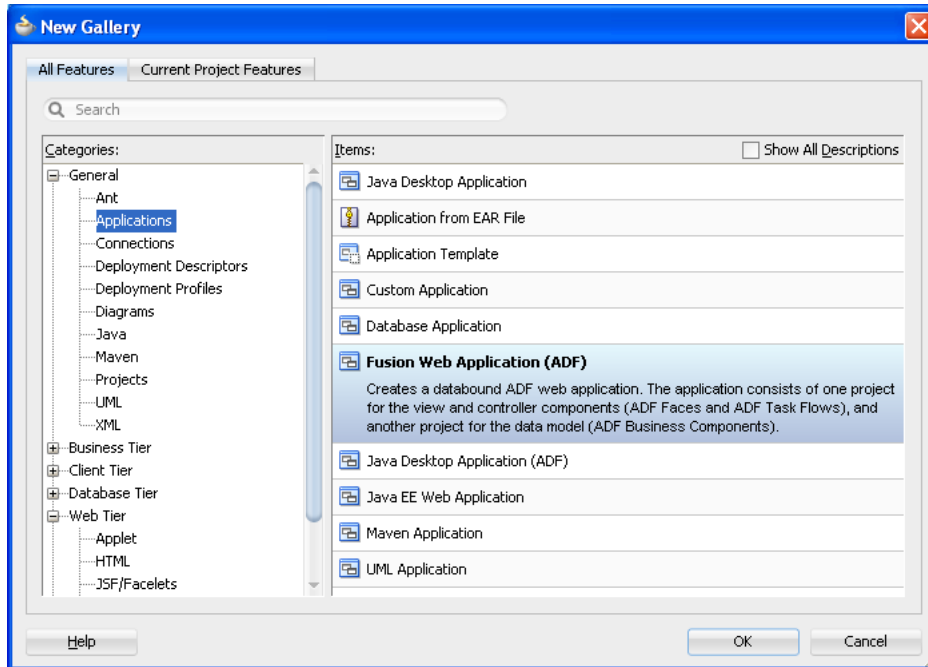 New Gallery
All Features
Current Project Features
Search
Categories:
General
Ant
Applications
Connections
Deployment Descriptors
Deployment Profiles
Diagrams
Java
Maven
Projects
UML
XML
Business Tier
Client Tier
Database Tier
Web Tier
Applet
HTML
JSF/Facelets
Items:
Show All Descriptions
Java Desktop Application
Application from EAR File
Application Template
Custom Application
Database Application
Fusion Web Application (ADF)
Creates a databound ADF web application. The application consists of one project
for the view and controller components (ADF Faces and ADF Task Flows), and
another project for the data model (ADF Business Components).
Java Desktop Application (ADF)
Java EE Web Application
Maven Application
UML Application
Help
OK
Cancel